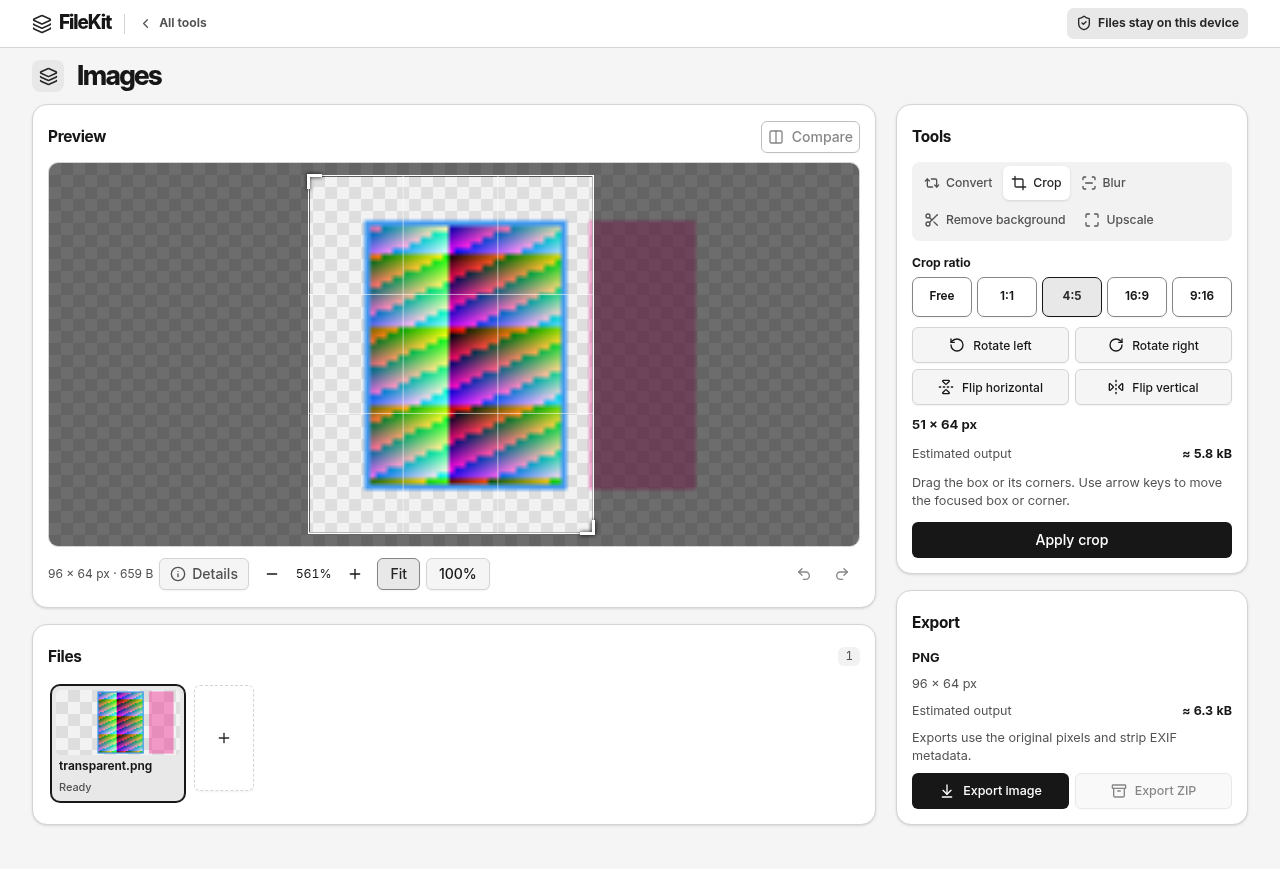 FileKit
All tools
Files stay on this device
Images
Preview
Compare
96 × 64 px · 659 B
Details
561%
Fit
100%
Files
1
transparent.png
Ready
Tools
Convert
Crop
Blur
Remove background
Upscale
Crop ratio
Free
1:1
4:5
16:9
9:16
Rotate left
Rotate right
Flip horizontal
Flip vertical
51 × 64 px
Estimated output
≈ 5.8 kB
Drag the box or its corners. Use arrow keys to move
the focused box or corner.
Apply crop
Export
PNG
96 × 64 px
Estimated output
≈ 6.3 kB
Exports use the original pixels and strip EXIF
metadata.
Export image
Export ZIP